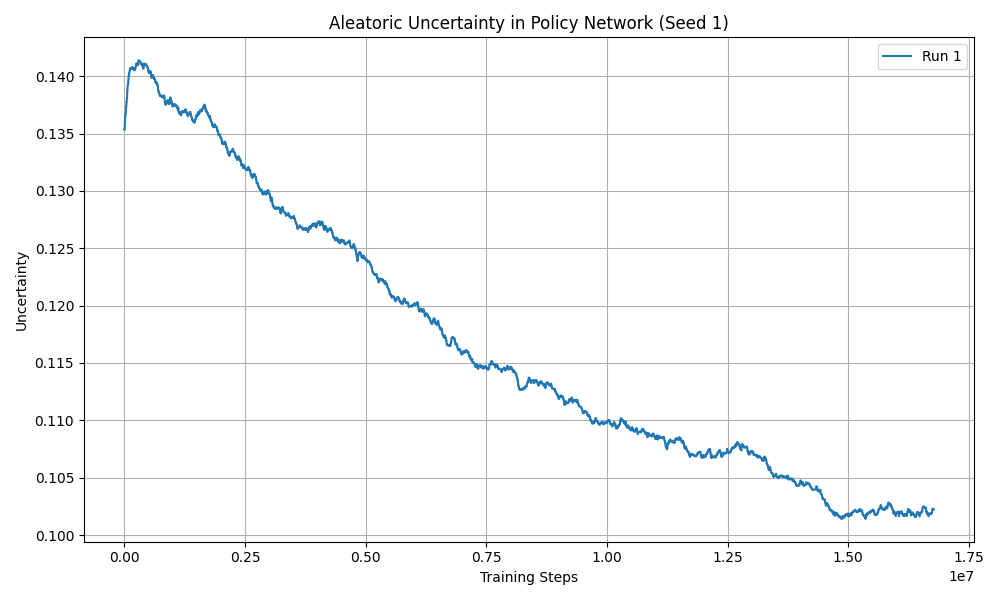 Aleatoric Uncertainty in Policy Network (Seed 1)
Run 1
Uncertainty
0.140
0.135
0.130
0.125
0.120
0.115
0.110
0.105
0.100
0.00 0.25 0.50 0.75 1.00 1.25 1.50 1.75
1e7
Training Steps